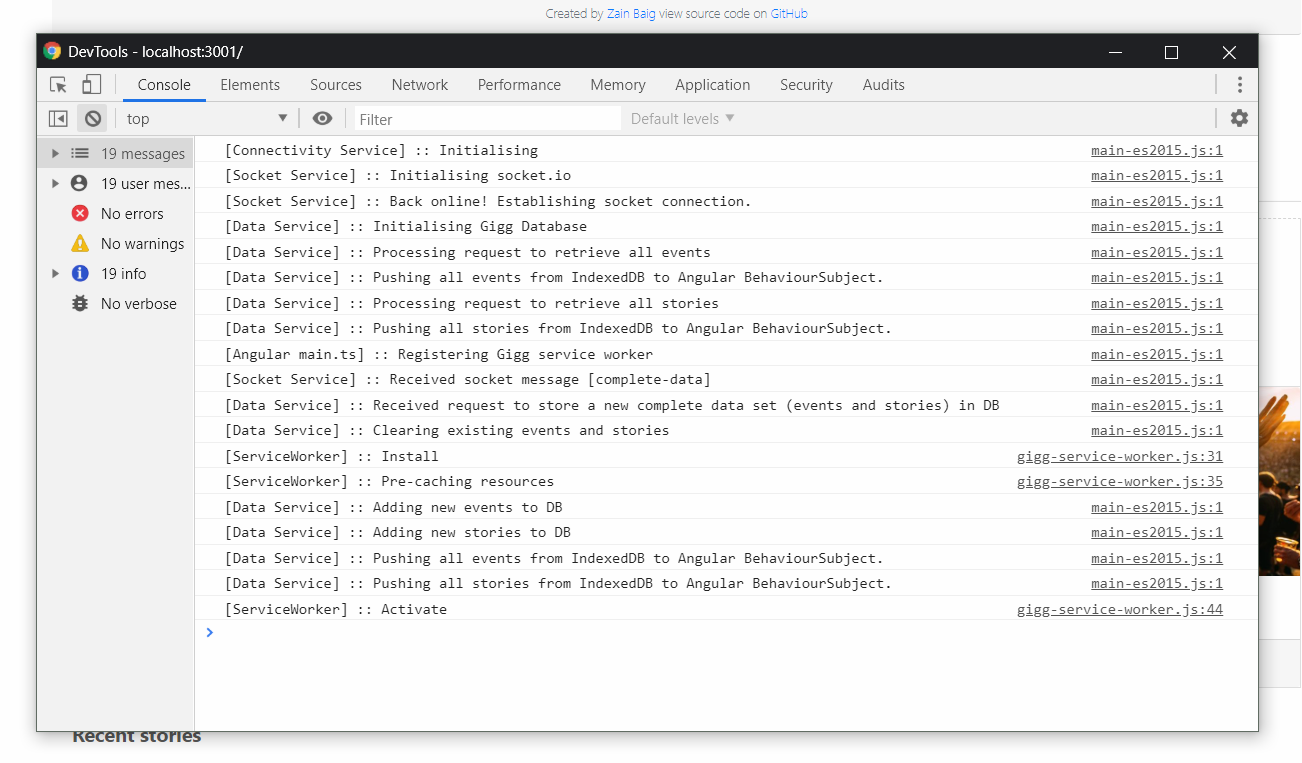 Created by Zain Baig view source code on GitHub
DevTools - localhost:3001/
Console Elements Sources Network Performance Memory Application Security Audits
top Filter Default levels
19 messages
19 user mes...
No errors
No warnings
19 info
No verbose
[Connectivity Service] :: Initialising main-es2015.js:1
[Socket Service] :: Initialising socket.io main-es2015.js:1
[Socket Service] :: Back online! Establishing socket connection. main-es2015.js:1
[Data Service] :: Initialising Gigg Database main-es2015.js:1
[Data Service] :: Processing request to retrieve all events main-es2015.js:1
[Data Service] :: Pushing all events from IndexedDB to Angular BehaviourSubject. main-es2015.js:1
[Data Service] :: Processing request to retrieve all stories main-es2015.js:1
[Data Service] :: Pushing all stories from IndexedDB to Angular BehaviourSubject. main-es2015.js:1
[Angular main.ts] :: Registering Gigg service worker main-es2015.js:1
[Socket Service] :: Received socket message [complete-data] main-es2015.js:1
[Data Service] :: Received request to store a new complete data set (events and stories) in DB main-es2015.js:1
[Data Service] :: Clearing existing events and stories main-es2015.js:1
[ServiceWorker] :: Install gigg-service-worker.js:31
[ServiceWorker] :: Pre-caching resources gigg-service-worker.js:35
[Data Service] :: Adding new events to DB main-es2015.js:1
[Data Service] :: Adding new stories to DB main-es2015.js:1
[Data Service] :: Pushing all events from IndexedDB to Angular BehaviourSubject. main-es2015.js:1
[Data Service] :: Pushing all stories from IndexedDB to Angular BehaviourSubject. main-es2015.js:1
[ServiceWorker] :: Activate gigg-service-worker.js:44
Recent stories